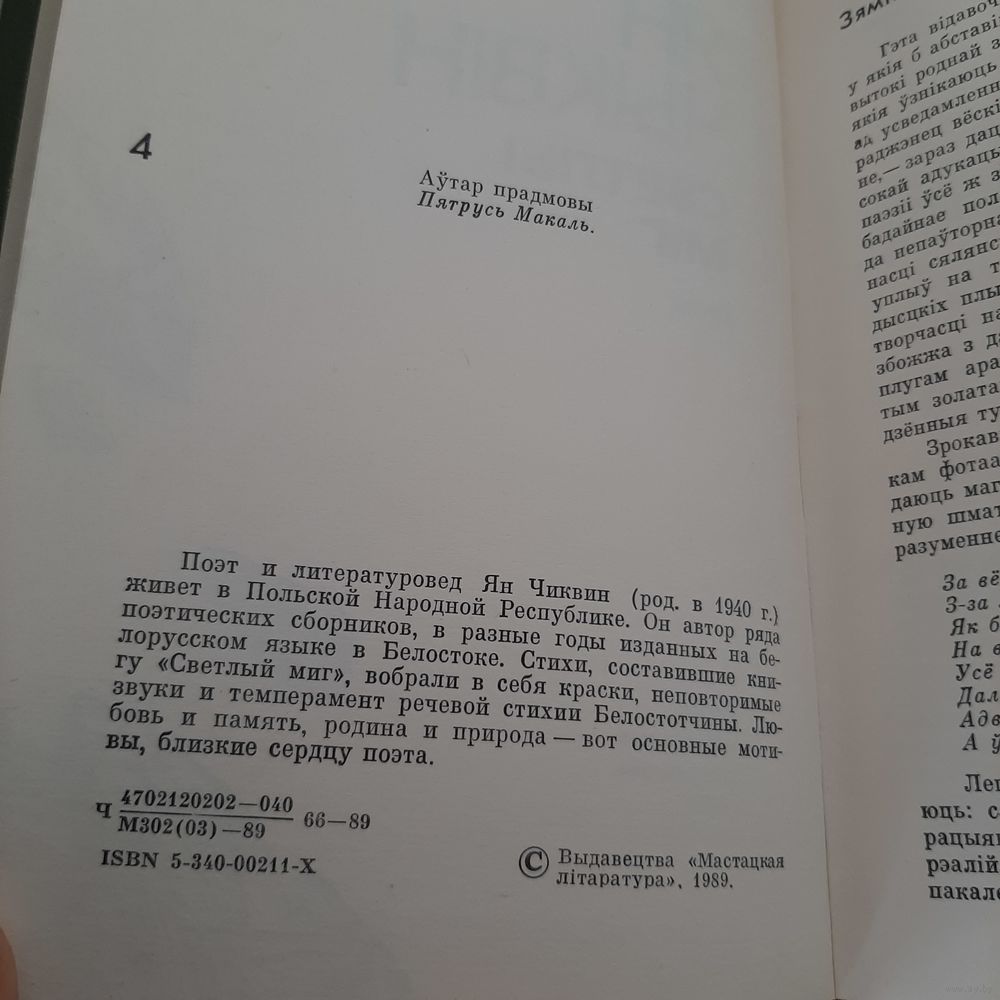 4
Аўтар прадмовы
Пятрусь Макаль.
Поэт и литературовед Ян Чиквин (род. в 1940 г.)
живет в Польской Народной Республике. Он автор ряда
поэтических сборников, в разные годы изданных на бе-
лорусском языке в Белостоке. Стихи, составившие кни-
гу «Светлый миг», вобрали в себя краски, неповторимые
звуки и темперамент речевой стихии Белостотчины. Лю-
бовь и память, родина и природа — вот основные моти-
вы, близкие сердцу поэта.
Ч 4702120202—040
М302(03)—89 66—89
ISBN 5-340-00211-X
© Выдавецтва «Мастацкая
літаратура», 1989.
Гэта відавоч
у якія б абставі
вытокі роднай з
якія ўзнікаюць
ад усведамленн
раджэнец вёскі
не,— зараз дац
сокай адукацы
паэзіі ўсё ж з
бадайнае пол
да непаўторна
насці сялянс
уплыў на т
дысцкіх плы
творчасці на
збожжа з да
плугам ара
тым золата
дзённыя ту
Зрокав
кам фотаа
даюць маг
ную шмат
разуменне
За вё
З-за
Як б
На в
Усё
Дал
Адв
А ў
Лег
юць: с
рацыя
рэалій
пакале